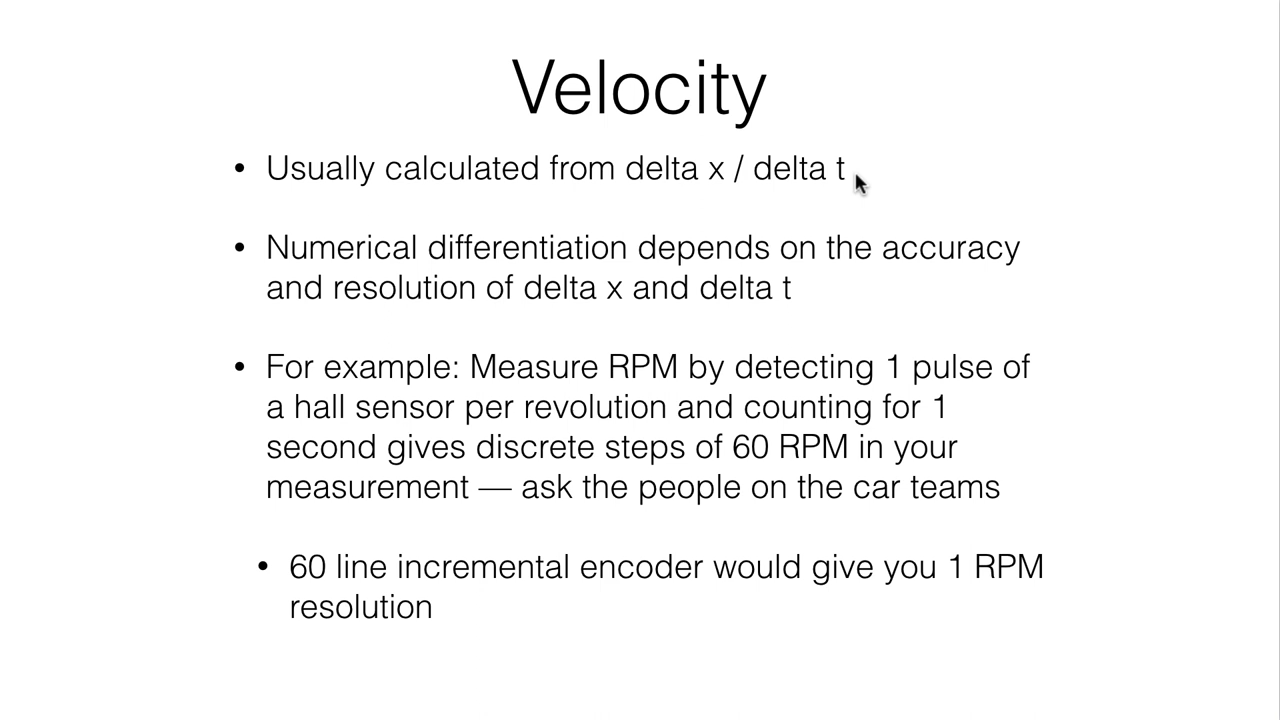 Velocity
• Usually calculated from delta x / delta t
• Numerical differentiation depends on the accuracy
and resolution of delta x and delta t
• For example: Measure RPM by detecting 1 pulse of
a hall sensor per revolution and counting for 1
second gives discrete steps of 60 RPM in your
measurement — ask the people on the car teams
• 60 line incremental encoder would give you 1 RPM
resolution